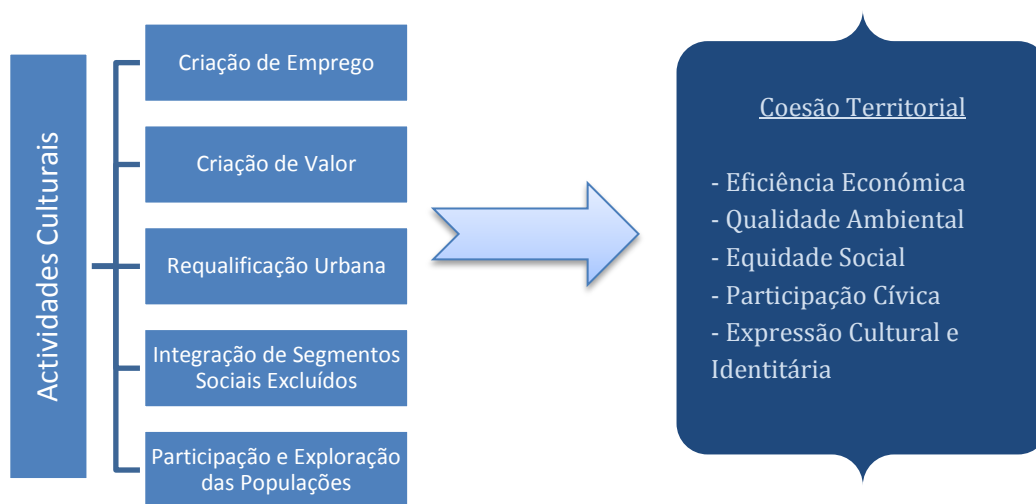 Actividades Culturais
Criação de Emprego
Criação de Valor
Requalificação Urbana
Integração de Segmentos
Sociais Excluídos
Participação e Exploração
das Populações
Coesão Territorial
- Eficiência Económica
- Qualidade Ambiental
- Equidade Social
- Participação Cívica
- Expressão Cultural e
Identitária